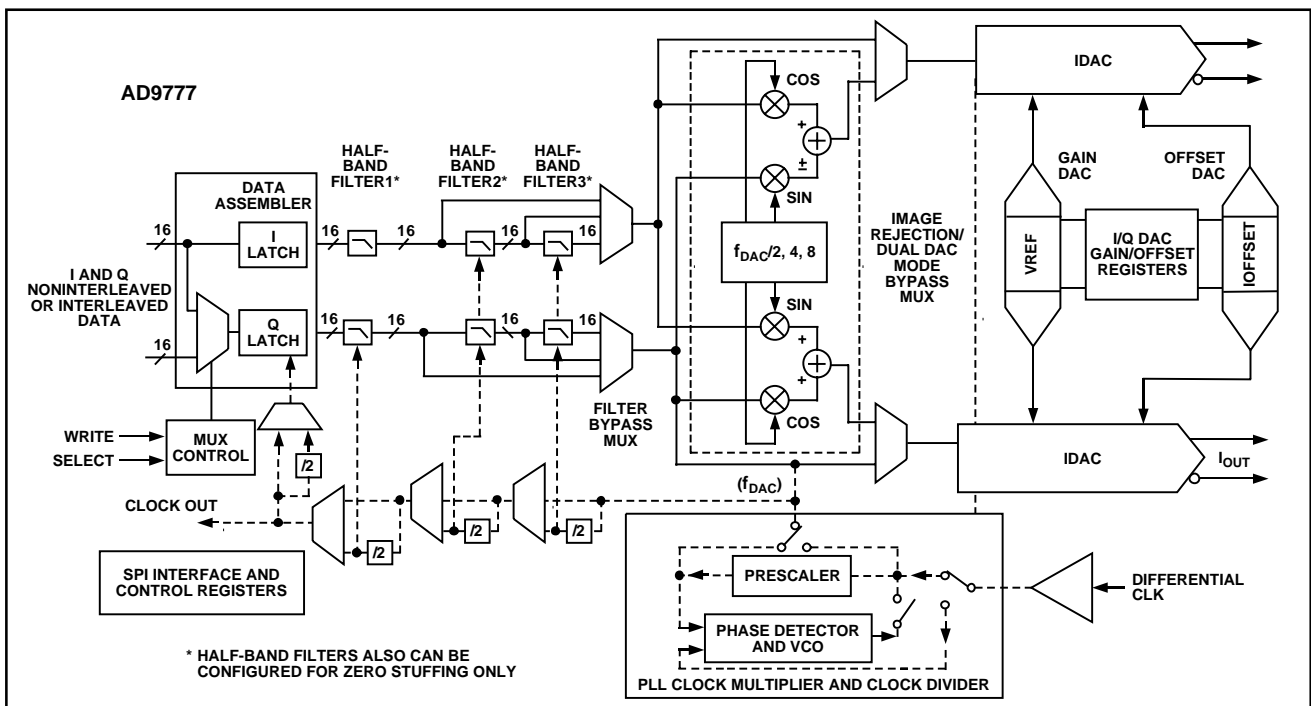 AD9777
DATA
ASSEMBLER
HALF-
BAND
FILTER1*
HALF-
BAND
FILTER2*
HALF-
BAND
FILTER3*
16
I
LATCH
16
16
16
16
I AND Q
NONINTERLEAVED
OR INTERLEAVED
DATA
16
Q
LATCH
16
16
16
16
WRITE
SELECT
MUX
CONTROL
/2
CLOCK OUT
/2
/2
/2
FILTER
BYPASS
MUX
COS
+
±
SIN
fDAC/2, 4, 8
SIN
+
+
COS
IMAGE
REJECTION/
DUAL DAC
MODE
BYPASS
MUX
IDAC
GAIN
DAC
OFFSET
DAC
VREF
I/Q DAC
GAIN/OFFSET
REGISTERS
IOFFSET
IDAC
IOUT
(fDAC)
PRESCALER
PHASE DETECTOR
AND VCO
PLL CLOCK MULTIPLIER AND CLOCK DIVIDER
DIFFERENTIAL
CLK
SPI INTERFACE AND
CONTROL REGISTERS
* HALF-BAND FILTERS ALSO CAN BE
CONFIGURED FOR ZERO STUFFING ONLY